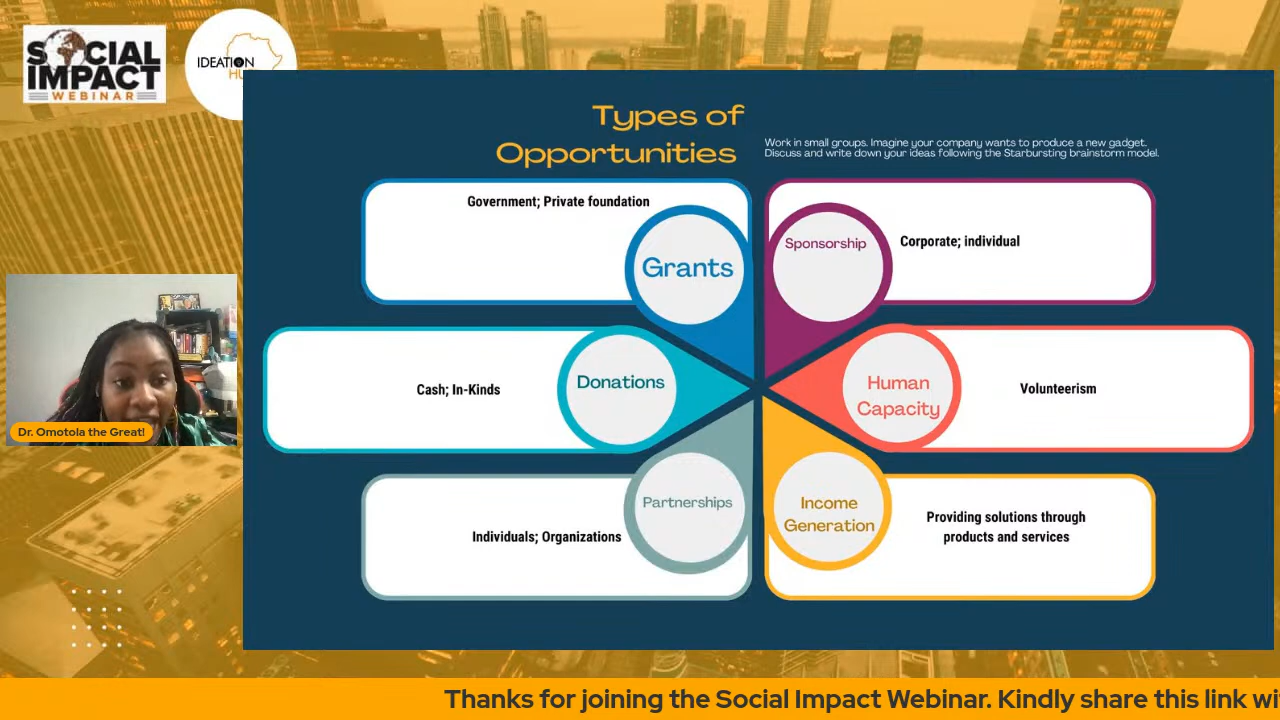 SOCIAL
IMPACT
WEBINAR
IDEATION
HU
Types of
Opportunities
Work in small groups. Imagine your company wants to produce a new gadget.
Discuss and write down your ideas following the Starbursting brainstorm model.
Government; Private foundation
Grants
Sponsorship
Corporate; individual
Cash; In-Kinds
Donations
Human
Capacity
Volunteerism
Individuals; Organizations
Partnerships
Income
Generation
Providing solutions through
products and services
Dr. Omotola the Great!
Thanks for joining the Social Impact Webinar. Kindly share this link wi